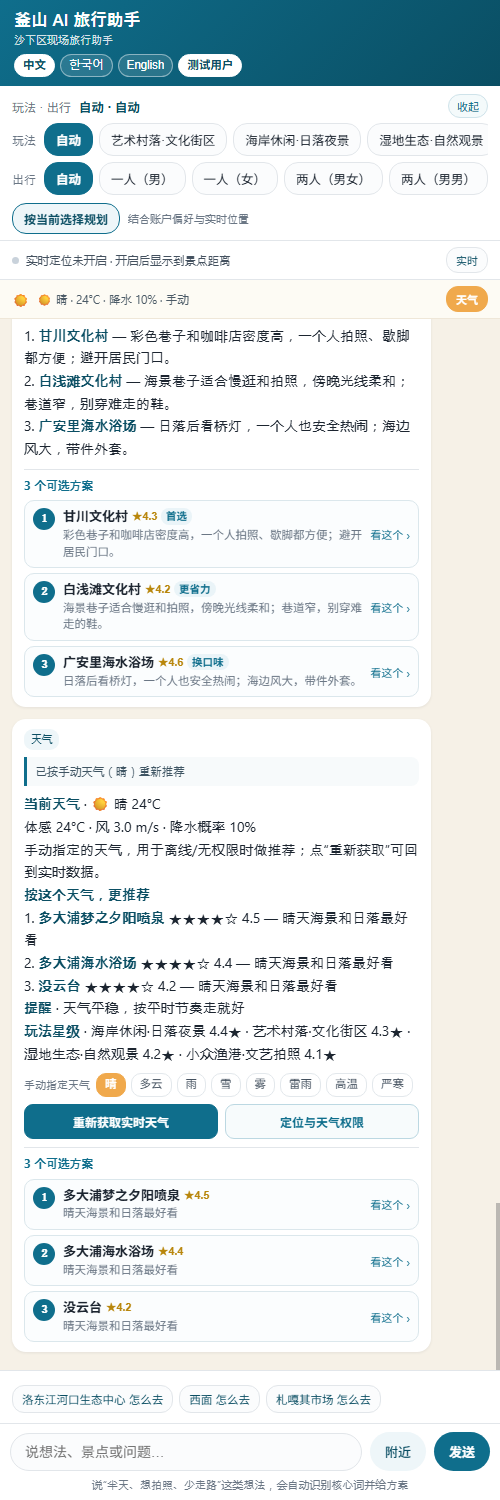 釜山 AI 旅行助手
沙下区现场旅行助手
中文 한국어 English 测试用户
玩法 · 出行 自动 · 自动 收起
玩法 自动 艺术村落·文化街区 海岸休闲·日落夜景 湿地生态·自然观景
出行 自动 一人（男） 一人（女） 两人（男女） 两人（男男）
按当前选择规划 结合账户偏好与实时位置
实时定位未开启 · 开启后显示到景点距离 实时
晴 · 24°C · 降水 10% · 手动 天气
1. 甘川文化村 — 彩色巷子和咖啡店密度高，一个人拍照、歇脚
都方便；避开居民门口。
2. 白浅滩文化村 — 海景巷子适合慢逛和拍照，傍晚光线柔和；
巷道窄，别穿难走的鞋。
3. 广安里海水浴场 — 日落后看桥灯，一个人也安全热闹；海边
风大，带件外套。
3 个可选方案
1 甘川文化村 ★4.3 首选
彩色巷子和咖啡店密度高，一个人拍照、歇脚都方便；避开
居民门口。
看这个 ›
2 白浅滩文化村 ★4.2 更省力
海景巷子适合慢逛和拍照，傍晚光线柔和；巷道窄，别穿难
走的鞋。
看这个 ›
3 广安里海水浴场 ★4.6 换口味
日落后看桥灯，一个人也安全热闹；海边风大，带件外套。
看这个 ›
天气
已按手动天气（晴）重新推荐
当前天气 · 晴 24°C
体感 24°C · 风 3.0 m/s · 降水概率 10%
手动指定的天气，用于离线/无权限时做推荐；点“重新获取”可回
到实时数据。
按这个天气，更推荐
1. 多大浦梦之夕阳喷泉 ★★★★☆ 4.5 — 晴天海景和日落最好
看
2. 多大浦海水浴场 ★★★★☆ 4.4 — 晴天海景和日落最好看
3. 没云台 ★★★★☆ 4.2 — 晴天海景和日落最好看
提醒 · 天气平稳，按平时节奏走就好
玩法星级 · 海岸休闲·日落夜景 4.4★ · 艺术村落·文化街区 4.3★ ·
湿地生态·自然观景 4.2★ · 小众渔港·文艺拍照 4.1★
手动指定天气 晴 多云 雨 雪 雾 雷雨 高温 严寒
重新获取实时天气 定位与天气权限
3 个可选方案
1 多大浦梦之夕阳喷泉 ★4.5
晴天海景和日落最好看
看这个 ›
2 多大浦海水浴场 ★4.4
晴天海景和日落最好看
看这个 ›
3 没云台 ★4.2
晴天海景和日落最好看
看这个 ›
洛东江河口生态中心 怎么去 西面 怎么去 札嘎其市场 怎么去
说想法、景点或问题... 附近 发送
说“半天、想拍照、少走路”这类想法，会自动识别核心词并给方案